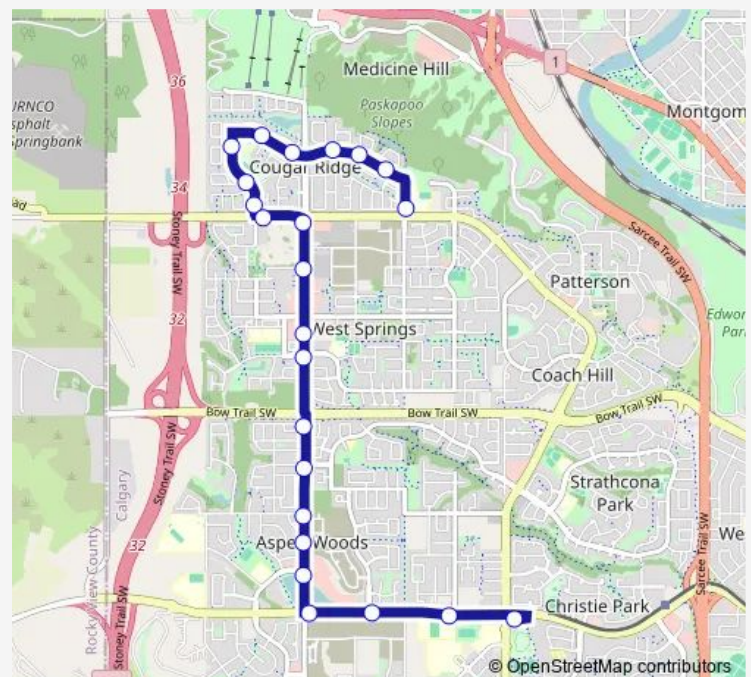 36
Medicine Hill
1
Paskapoo
Slopes
Montgom
URNCO
sphalt
pringbank
Cougar Ridge
34
ad
Stoney Trail SW
Sarcee Trail SW
Patterson
Edwor
Par
32
West Springs
Coach Hill
Bow Trail SW
Bow Trail SW
Bow Trail SW
Stoney Trail SW
Calgary
Strathcona
Park
Rocky View County
32
Aspen Woods
We
Sarcee Trail SW
Stoney Trail SW
Christie Park
© OpenStreetMap contributors